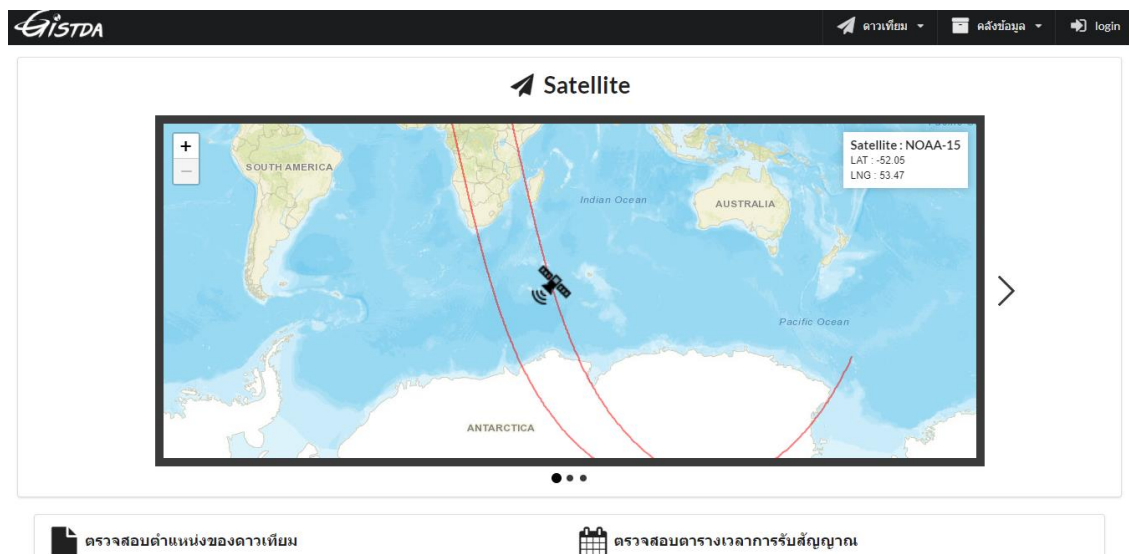 GISTDA
ดาวเทียม
คลังข้อมูล
login
Satellite
+
−
SOUTH AMERICA
Indian Ocean
AUSTRALIA
Satellite : NOAA-15
LAT : -52.05
LNG : 53.47
Pacific Ocean
ANTARCTICA
ตรวจสอบตำแหน่งของดาวเทียม
ตรวจสอบตารางเวลาการรับสัญญาณ